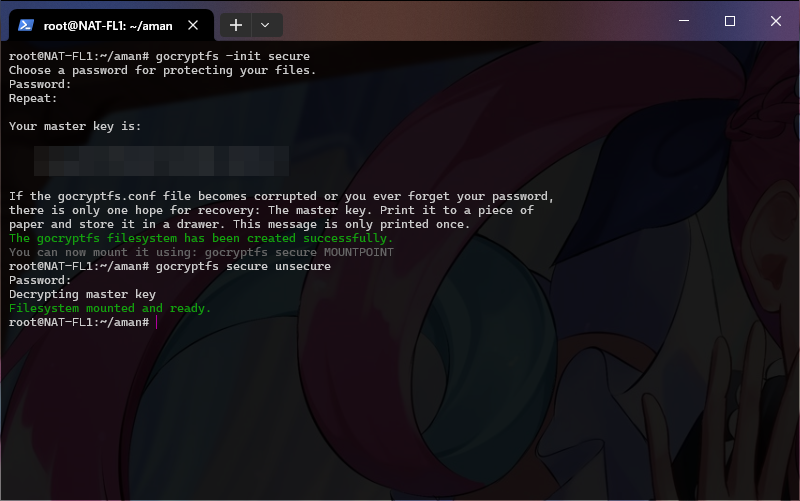 root@NAT-FL1: ~/aman
root@NAT-FL1:~/aman# gocryptfs -init secure
Choose a password for protecting your files.
Password:
Repeat:
Your master key is:
If the gocryptfs.conf file becomes corrupted or you ever forget your password,
there is only one hope for recovery: The master key. Print it to a piece of
paper and store it in a drawer. This message is only printed once.
The gocryptfs filesystem has been created successfully.
You can now mount it using: gocryptfs secure MOUNTPOINT
root@NAT-FL1:~/aman# gocryptfs secure unsecure
Password:
Decrypting master key
Filesystem mounted and ready.
root@NAT-FL1:~/aman#